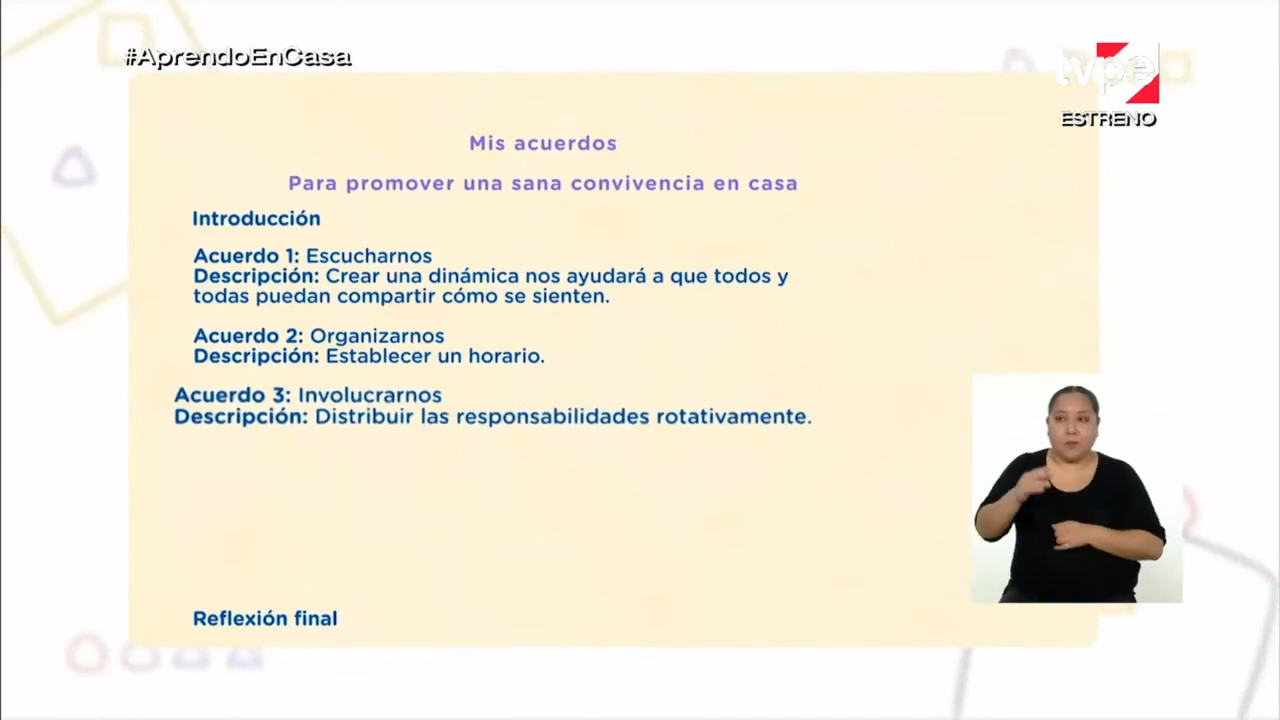 #AprendoEnCasa
tvpe
ESTRENO
Mis acuerdos
Para promover una sana convivencia en casa
Introducción
Acuerdo 1: Escucharnos
Descripción: Crear una dinámica nos ayudará a que todos y
todas puedan compartir cómo se sienten.
Acuerdo 2: Organizarnos
Descripción: Establecer un horario.
Acuerdo 3: Involucrarnos
Descripción: Distribuir las responsabilidades rotativamente.
Reflexión final